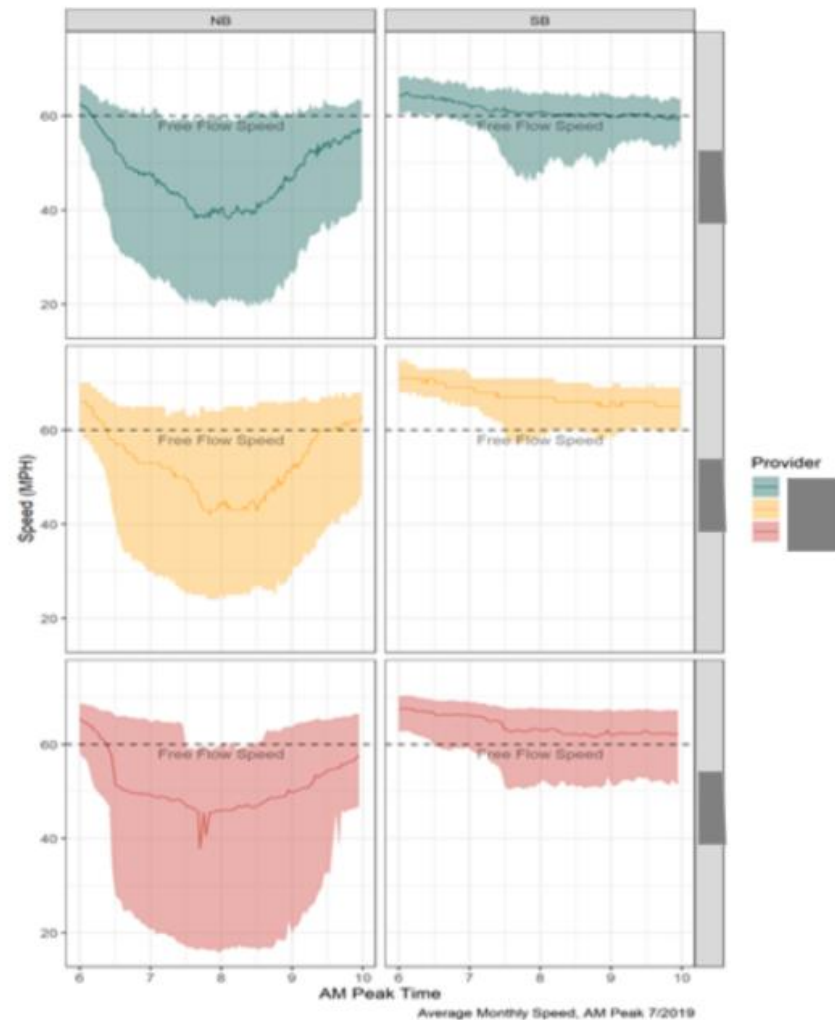 NB SB
60
Free Flow Speed Free Flow Speed
40
20
60
Free Flow Speed Free Flow Speed
Speed (MPH)
40
20
Provider
60
Free Flow Speed Free Flow Speed
40
20
6 7 8 9 10 6 7 8 9 10
AM Peak Time
Average Monthly Speed, AM Peak 7/2019